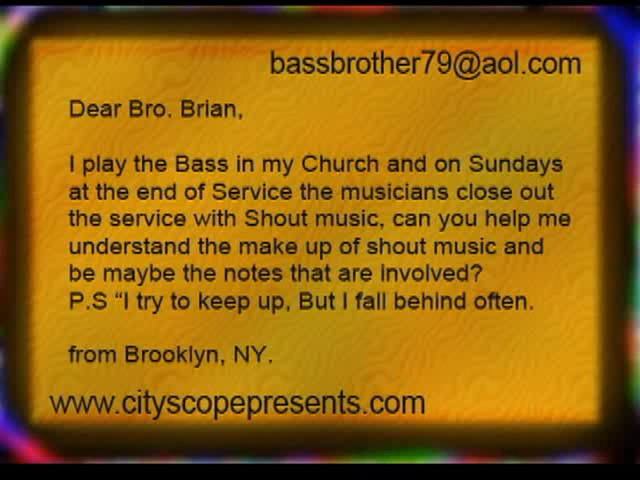 bassbrother79@aol.com
Dear Bro. Brian,
I play the Bass in my Church and on Sundays
at the end of Service the musicians close out
the service with Shout music, can you help me
understand the make up of shout music and
be maybe the notes that are involved?
P.S “I try to keep up, But I fall behind often.
from Brooklyn, NY.
www.cityscopepresents.com